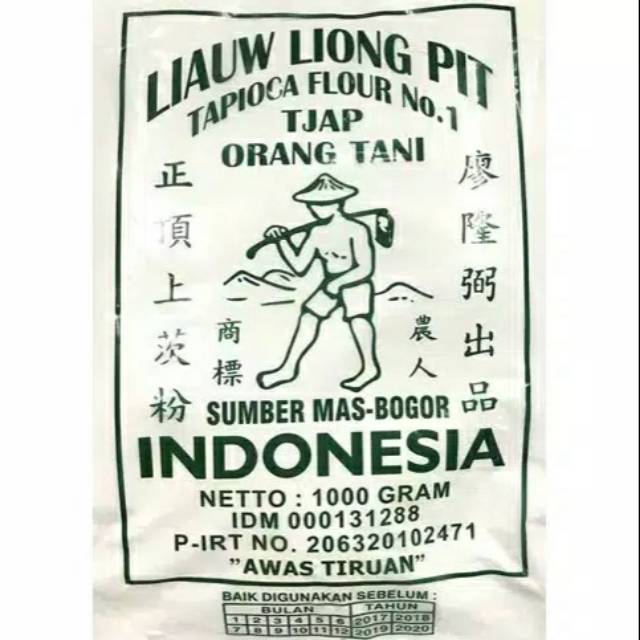 LIAUW LIONG PIT
TAPIOCA FLOUR No.1
TJAP
ORANG TANI
正頂上茨粉
廖隆弼出品
商標
農人
SUMBER MAS-BOGOR
INDONESIA
NETTO : 1000 GRAM
IDM 000131288
P-IRT NO. 206320102471
"AWAS TIRUAN"
BAIK DIGUNAKAN SEBELUM :
BULAN TAHUN
1 2 3 4 5 6 2017 2018
7 8 9 10 11 12 2019 2020